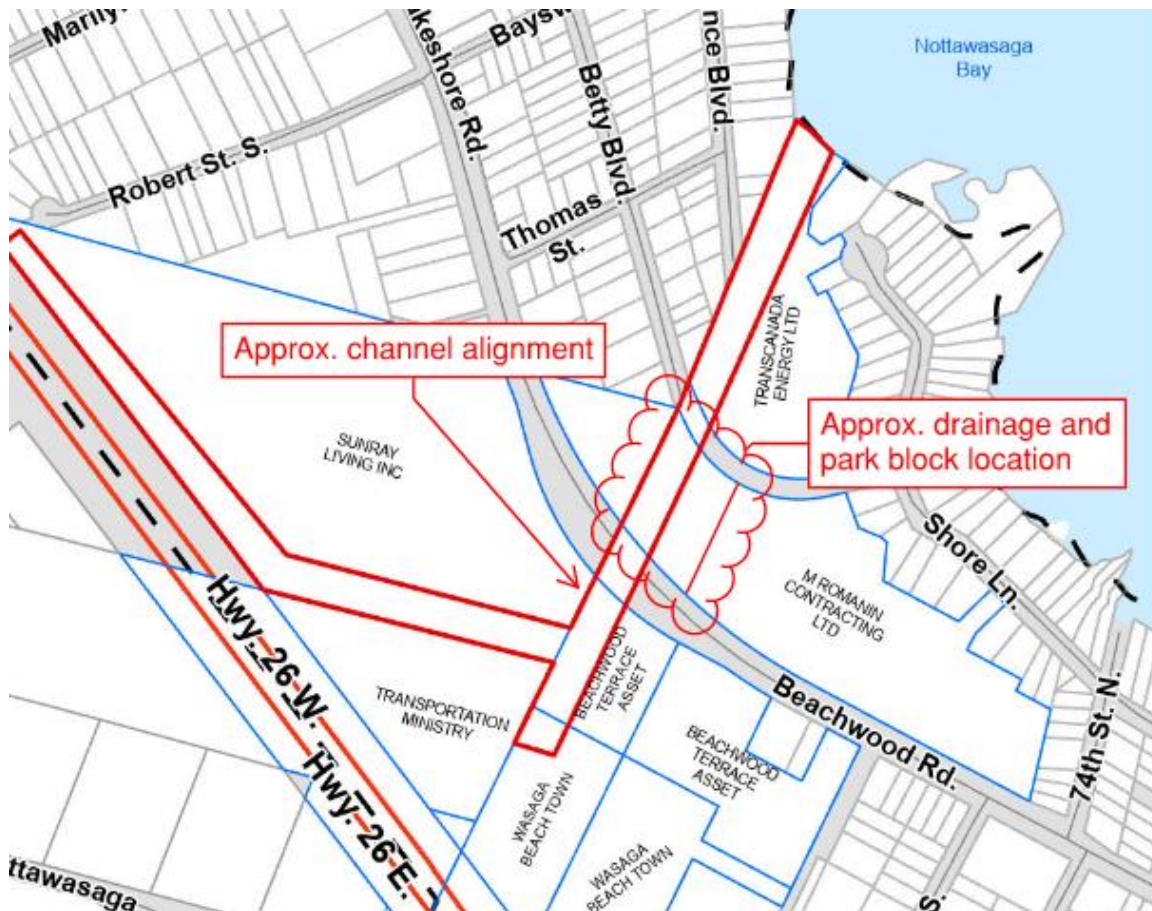 Marily
Robert St. S.
akeshore Rd.
Baysw
Betty Blvd.
nce Blvd.
Nottawasaga
Bay
Thomas
St.
Approx. channel alignment
TRANSCANADA
ENERGY LTD
SUNRAY
LIVING INC
Approx. drainage and
park block location
Shore Ln.
M ROMANIN
CONTRACTING
LTD
Hwy. 26 W.
Hwy. 26 E.
TRANSPORTATION
MINISTRY
BEACHWOOD
TERRACE
ASSET
Beachwood Rd.
BEACHWOOD
TERRACE
ASSET
74th St. N.
WASAGA
BEACH TOWN
WASAGA
BEACH TOWN
ttawasaga
S.